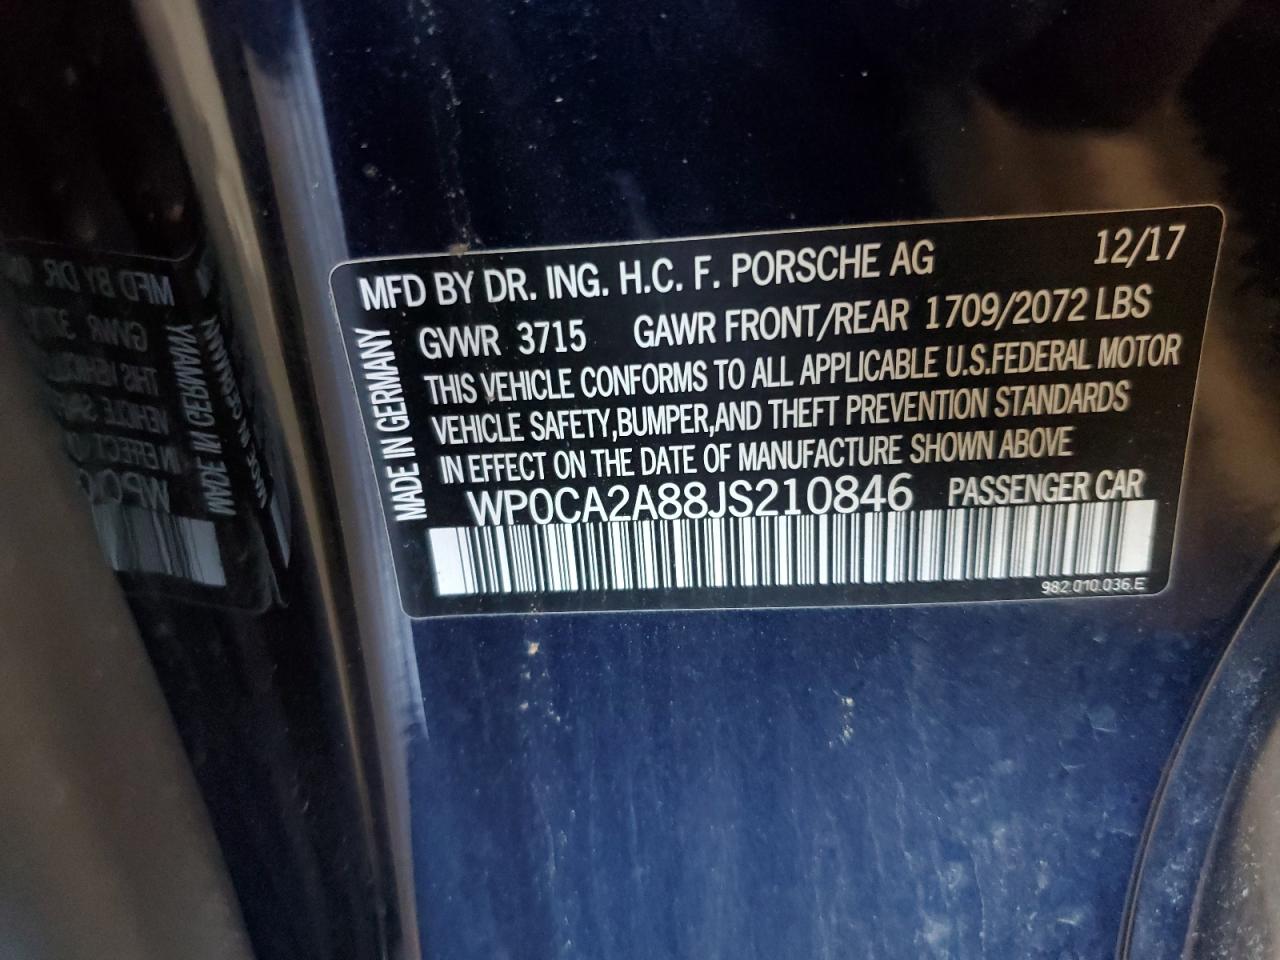 MFD BY DR. ING. H.C. F. PORSCHE AG 12/17
GVWR 3715 GAWR FRONT/REAR 1709/2072 LBS
THIS VEHICLE CONFORMS TO ALL APPLICABLE U.S.FEDERAL MOTOR
VEHICLE SAFETY,BUMPER,AND THEFT PREVENTION STANDARDS
IN EFFECT ON THE DATE OF MANUFACTURE SHOWN ABOVE
WP0CA2A88JS210846 PASSENGER CAR
982.010.036.E
MADE IN GERMANY